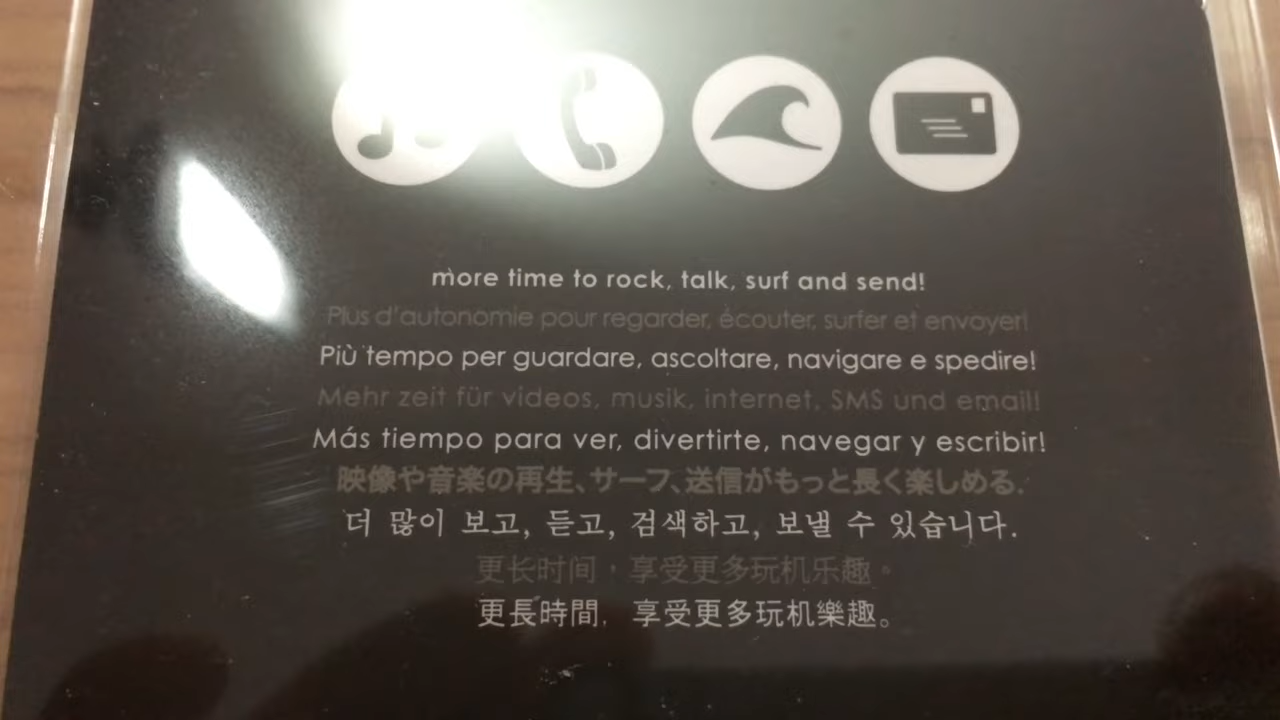 more time to rock, talk, surf and send!
Plus d'autonomie pour regarder, écouter, surfer et envoyer!
Più tempo per guardare, ascoltare, navigare e spedire!
Mehr zeit für videos, musik, internet, SMS und email!
Más tiempo para ver, divertirte, navegar y escribir!
映像や音楽の再生、サーフ、送信がもっと長く楽しめる.
더 많이 보고, 듣고, 검색하고, 보낼 수 있습니다.
更长时间，享受更多玩机乐趣。
更長時間, 享受更多玩机樂趣。